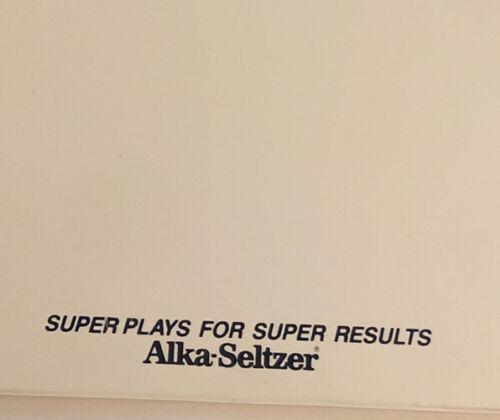 SUPER PLAYS FOR SUPER RESULTS
Alka-Seltzer®